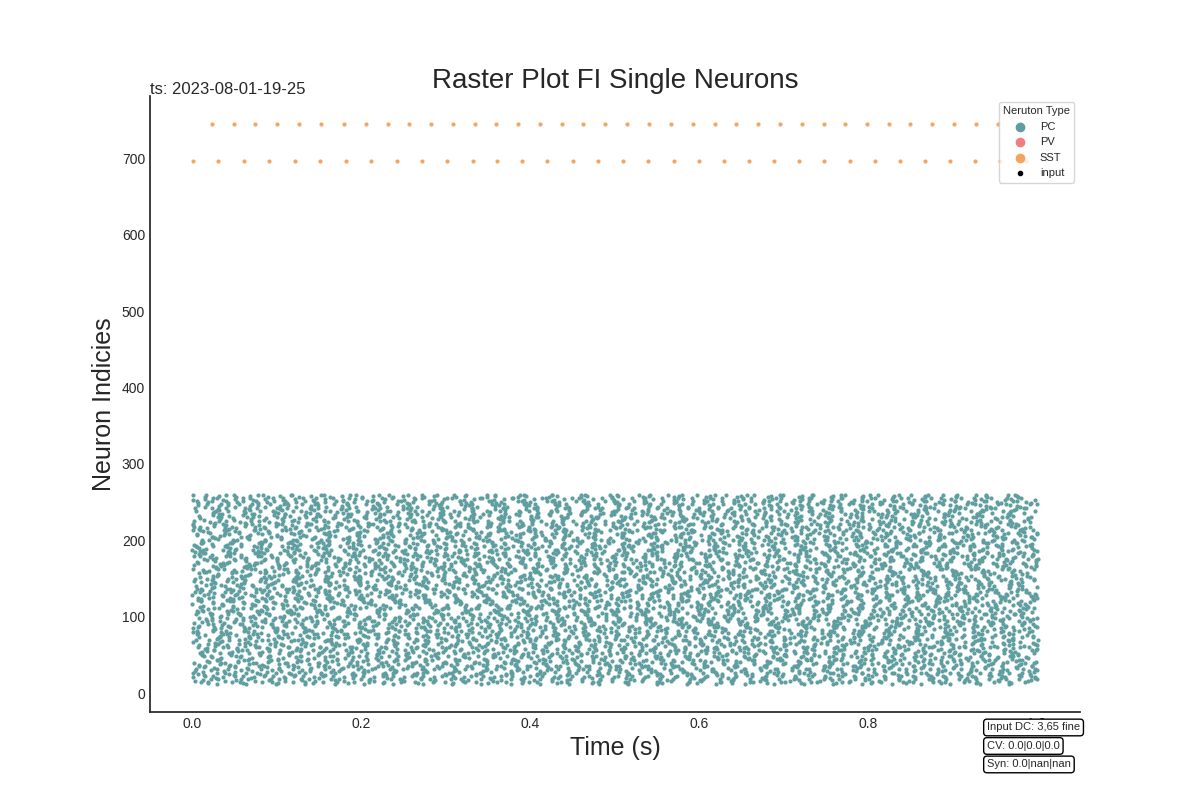 Raster Plot FI Single Neurons
ts: 2023-08-01-19-25
Neruton Type
PC
PV
SST
input
700
600
500
400
300
200
100
0
Neuron Indicies
0.0 0.2 0.4 0.6 0.8
Time (s)
Input DC: 3,65 fine
CV: 0.0|0.0|0.0
Syn: 0.0|nan|nan